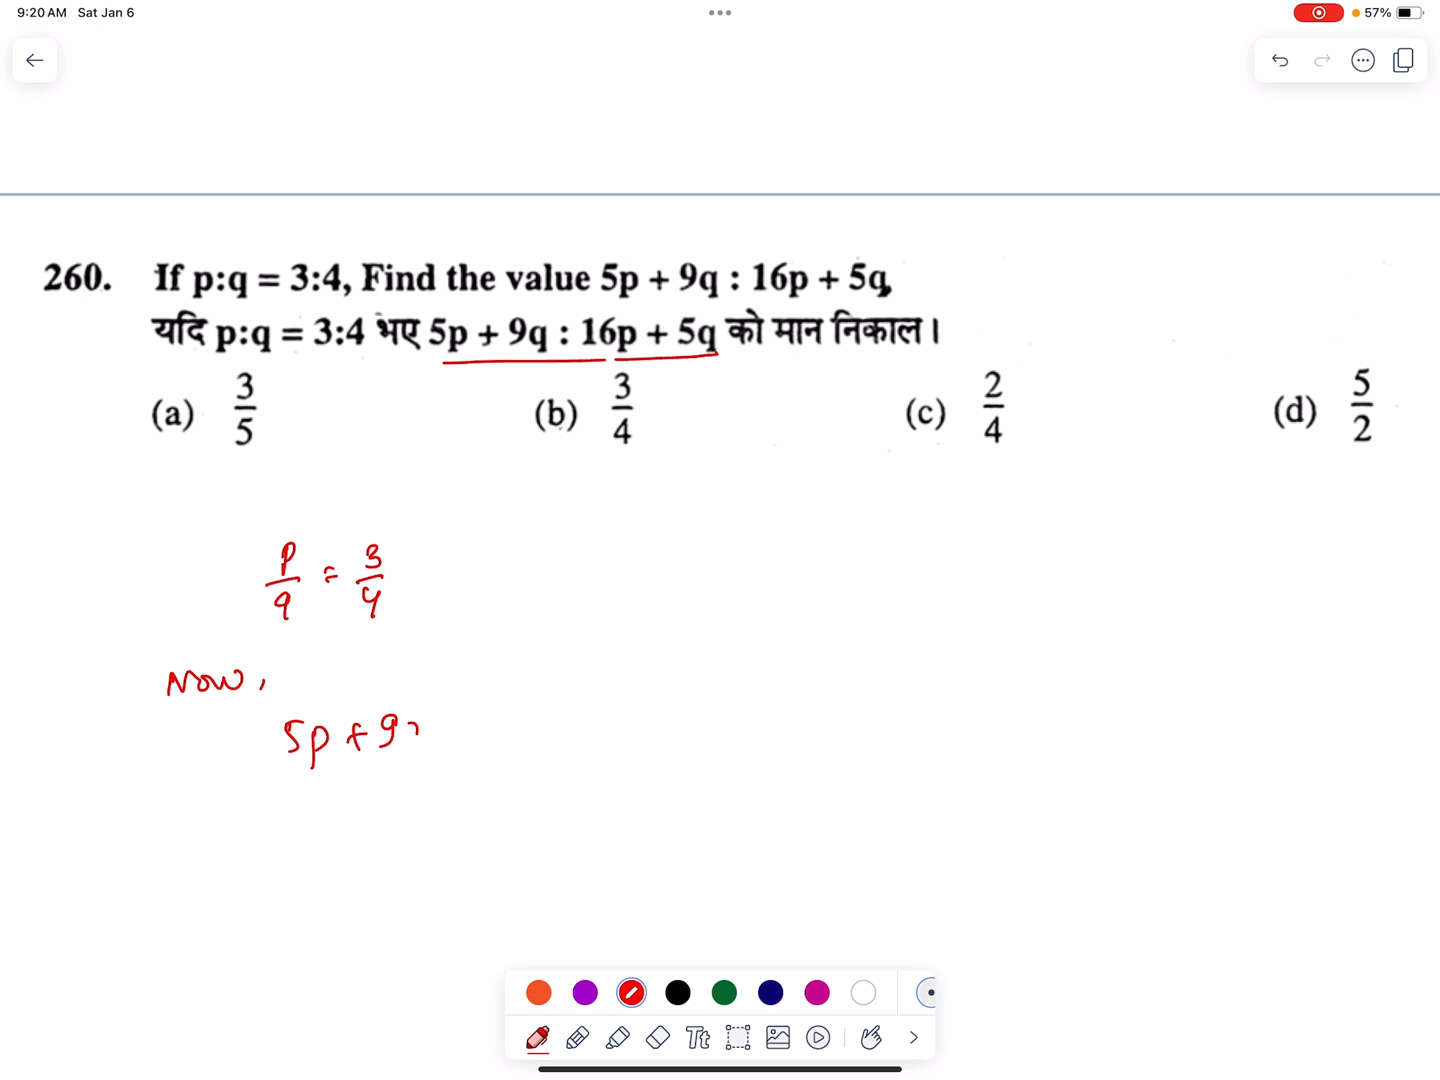 9:20 AM Sat Jan 6
57%
260. If p:q = 3:4, Find the value 5p + 9q : 16p + 5q,
यदि p:q = 3:4 भए 5p + 9q : 16p + 5q को मान निकाल।
(a) 3/5 (b) 3/4 (c) 2/4 (d) 5/2
p/q = 3/4
Now,
5p + 9
Tt